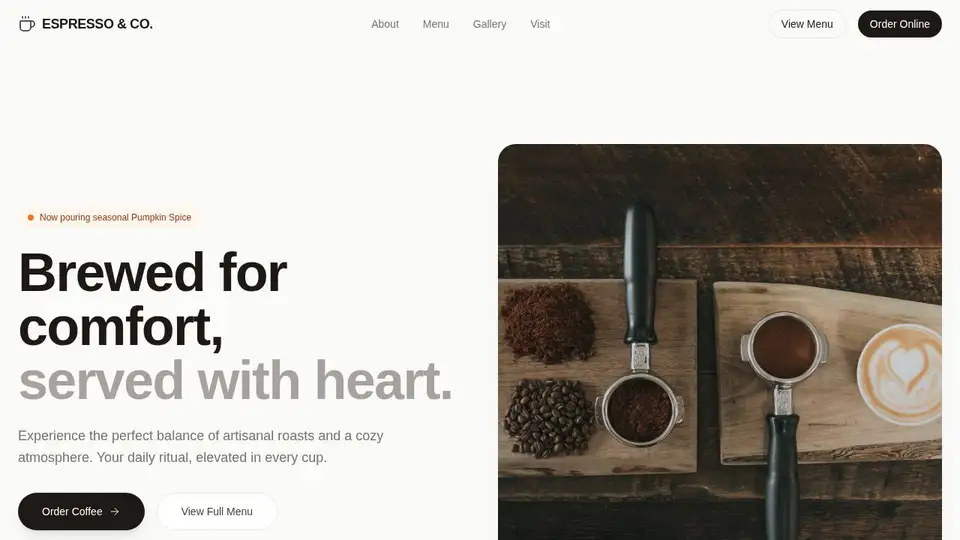 ESPRESSO & CO.
About
Menu
Gallery
Visit
View Menu
Order Online
Now pouring seasonal Pumpkin Spice
Brewed for
comfort,
served with heart.
Experience the perfect balance of artisanal roasts and a cozy
atmosphere. Your daily ritual, elevated in every cup.
Order Coffee
View Full Menu